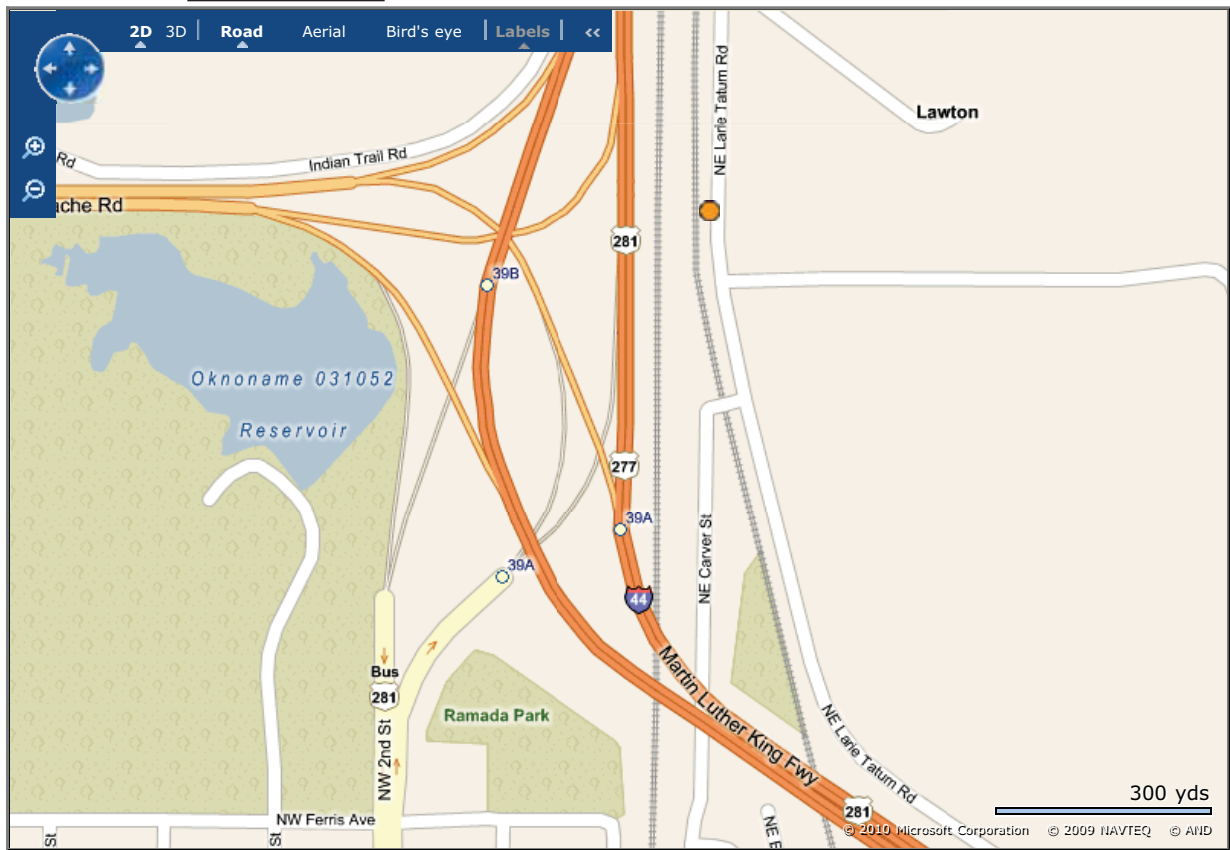 2D 3D | Road Aerial Bird's eye | Labels | <<
NE Larie Tatum Rd
Lawton
Rd
Indian Trail Rd
ache Rd
281
39B
Oknoname 031052
Reservoir
277
39A
NE Carver St
39A
44
Bus
281
Martin Luther King Fwy
Ramada Park
NW 2nd St
NE Larie Tatum Rd
300 yds
281
NW Ferris Ave
St
St
NE
© 2010 Microsoft Corporation © 2009 NAVTEQ © AND